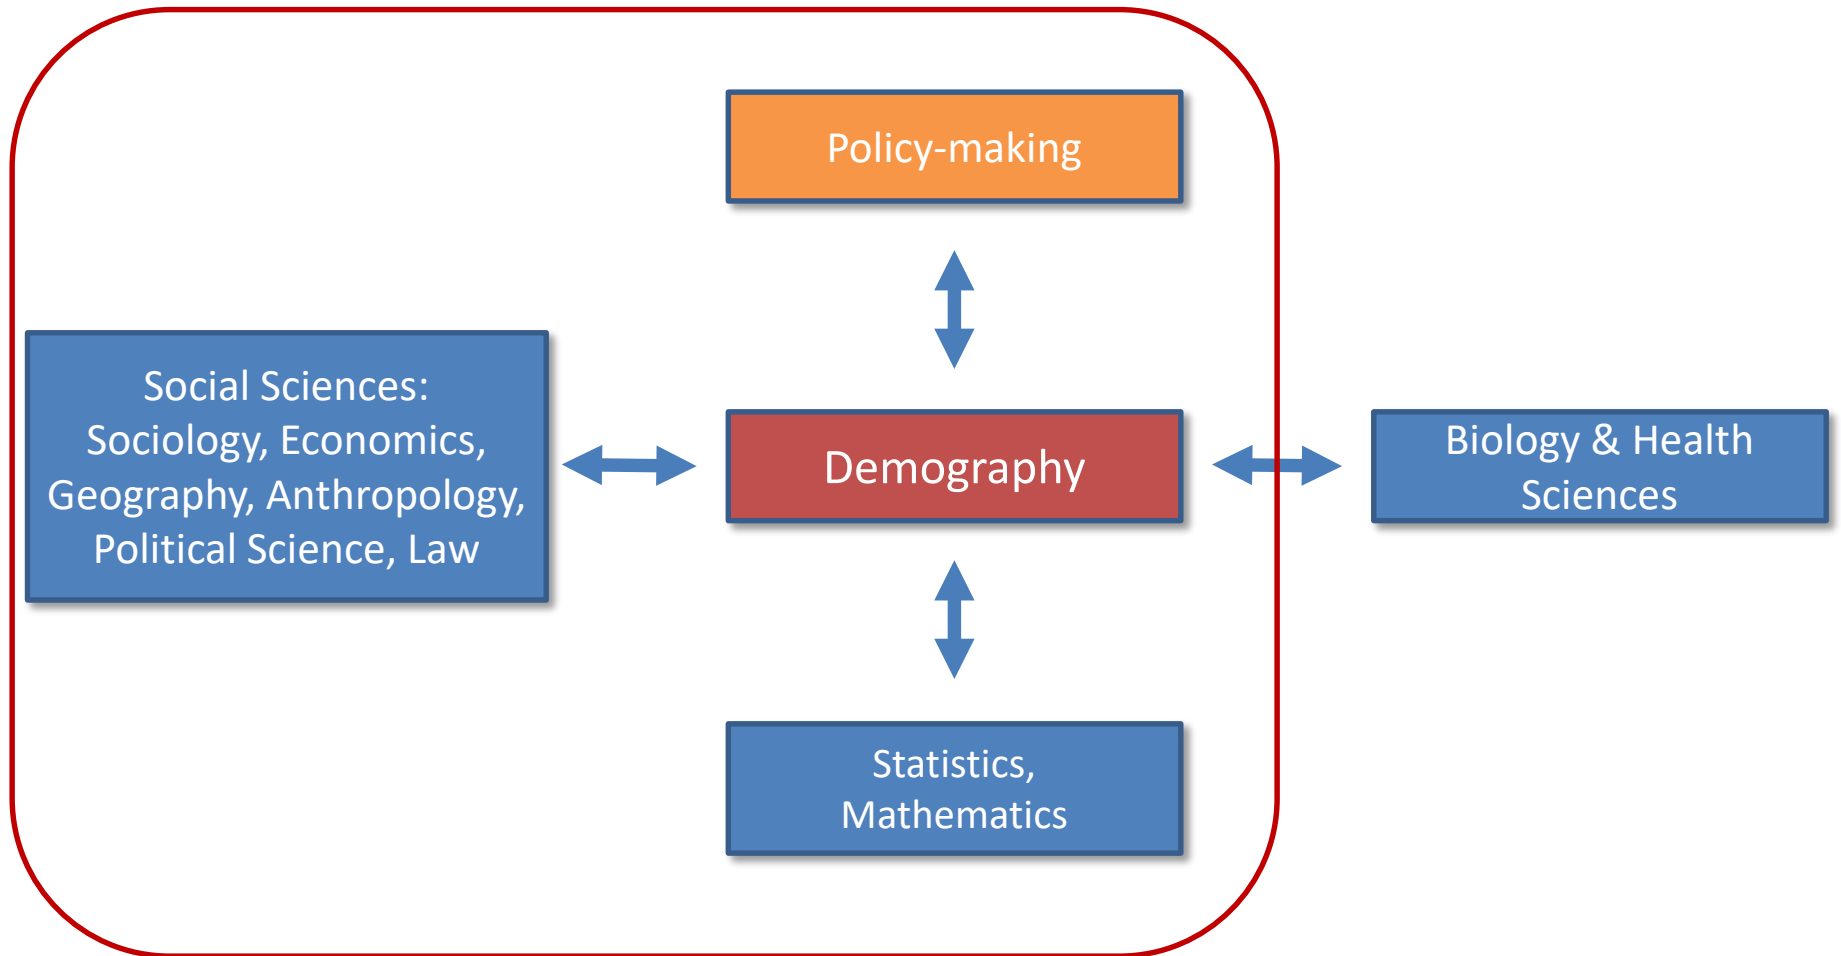 Policy-making
Social Sciences:
Sociology, Economics,
Geography, Anthropology,
Political Science, Law
Demography
Biology & Health
Sciences
Statistics,
Mathematics